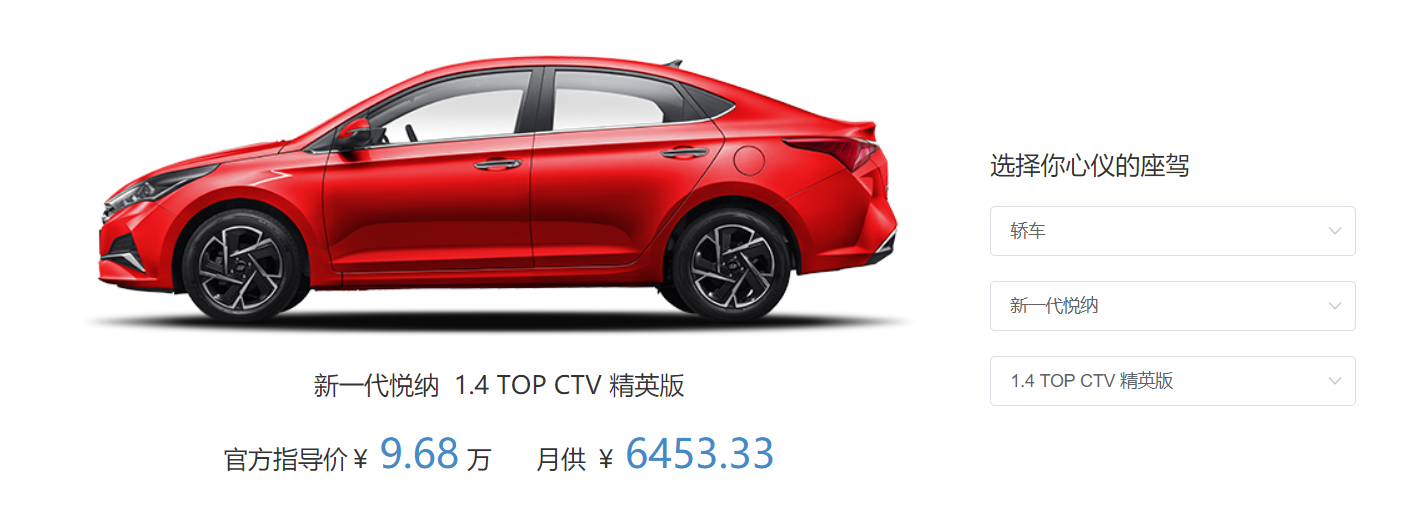 新一代悦纳 1.4 TOP CTV 精英版
官方指导价¥ 9.68 万 月供 ¥ 6453.33
选择你心仪的座驾
轿车
新一代悦纳
1.4 TOP CTV 精英版